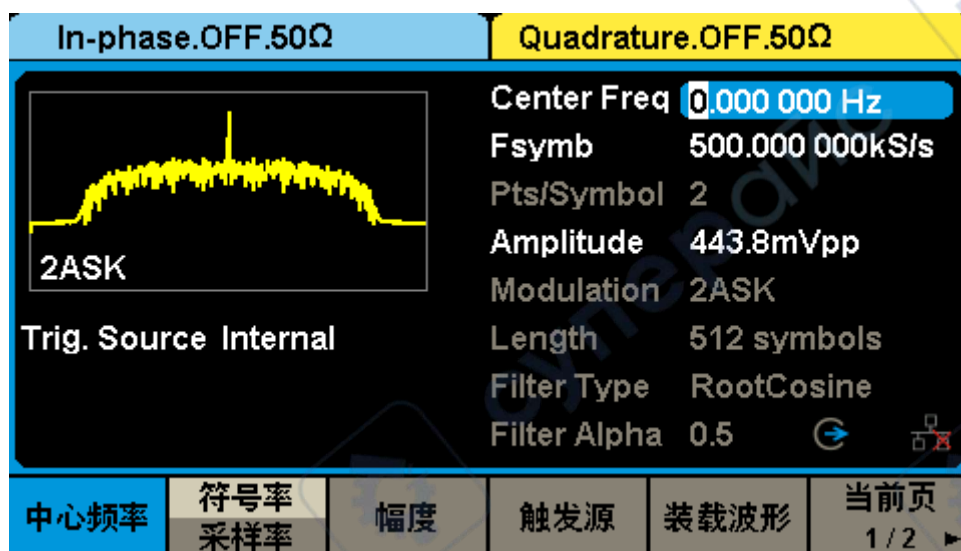 In-phase.OFF.50Ω
Quadrature.OFF.50Ω
2ASK
Trig. Source Internal
Center Freq 0.000 000 Hz
Fsymb 500.000 000kS/s
Pts/Symbol 2
Amplitude 443.8mVpp
Modulation 2ASK
Length 512 symbols
Filter Type RootCosine
Filter Alpha 0.5
中心频率
符号率
采样率
幅度
触发源
装载波形
当前页
1/2
суперайс